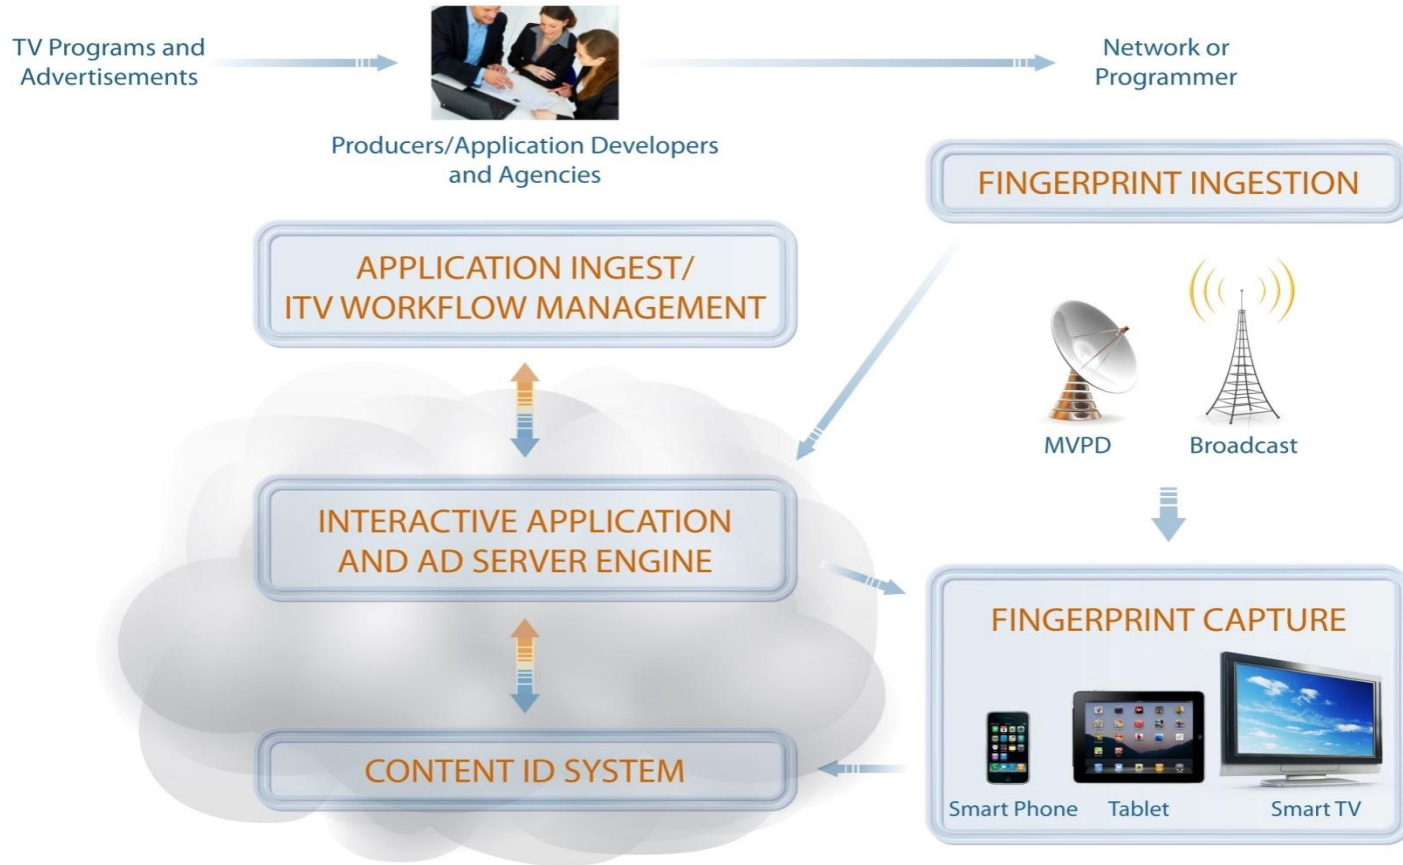 TV Programs and
Advertisements
Network or
Programmer
Producers/Application Developers
and Agencies
FINGERPRINT INGESTION
APPLICATION INGEST/
ITV WORKFLOW MANAGEMENT
MVPD
Broadcast
INTERACTIVE APPLICATION
AND AD SERVER ENGINE
FINGERPRINT CAPTURE
CONTENT ID SYSTEM
Smart Phone
Tablet
Smart TV